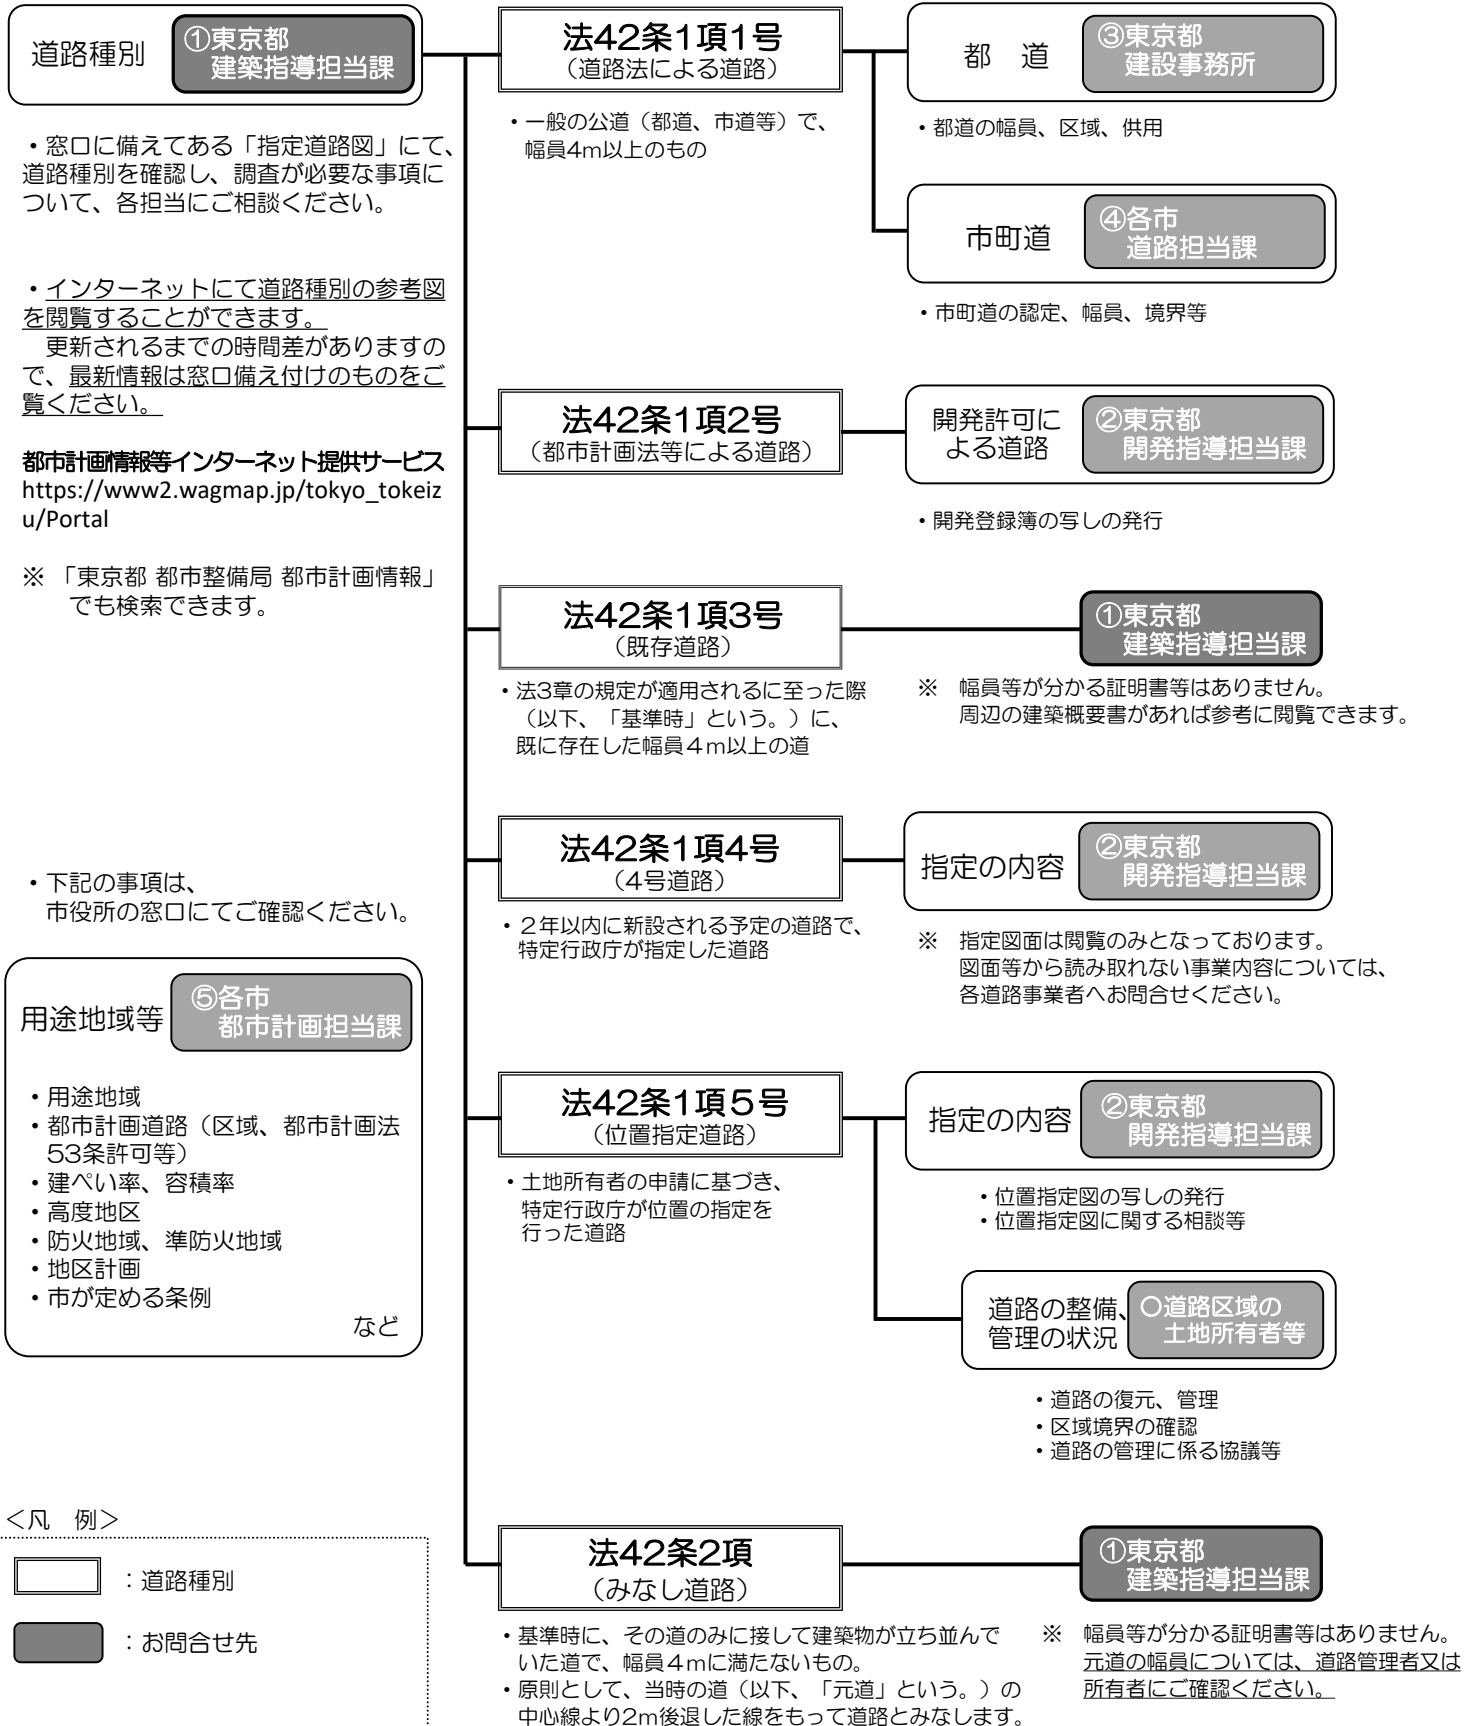 道路種別
①東京都
建築指導担当課
・窓口に備えてある「指定道路図」にて、
道路種別を確認し、調査が必要な事項に
ついて、各担当にご相談ください。
・インターネットにて道路種別の参考図
を閲覧することができます。
更新されるまでの時間差がありますの
で、最新情報は窓口備え付けのものをご
覧ください。
都市計画情報等インターネット提供サービス
https://www2.wagmap.jp/tokyo_tokeiz
u/Portal
※ 「東京都 都市整備局 都市計画情報」
でも検索できます。
・下記の事項は、
市役所の窓口にてご確認ください。
用途地域等
⑤各市
都市計画担当課
・用途地域
・都市計画道路（区域、都市計画法
53条許可等）
・建ぺい率、容積率
・高度地区
・防火地域、準防火地域
・地区計画
・市が定める条例
など
＜凡 例＞
：道路種別
：お問合せ先
法42条1項1号
（道路法による道路）
・一般の公道（都道、市道等）で、
幅員4m以上のもの
都 道
③東京都
建設事務所
・都道の幅員、区域、供用
市町道
④各市
道路担当課
・市町道の認定、幅員、境界等
法42条1項2号
（都市計画法等による道路）
開発許可に
よる道路
②東京都
開発指導担当課
・開発登録簿の写しの発行
法42条1項3号
（既存道路）
・法3章の規定が適用されるに至った際
（以下、「基準時」という。）に、
既に存在した幅員４m以上の道
①東京都
建築指導担当課
※ 幅員等が分かる証明書等はありません。
周辺の建築概要書があれば参考に閲覧できます。
法42条1項4号
（4号道路）
・２年以内に新設される予定の道路で、
特定行政庁が指定した道路
指定の内容
②東京都
開発指導担当課
※ 指定図面は閲覧のみとなっております。
図面等から読み取れない事業内容については、
各道路事業者へお問合せください。
法42条1項５号
（位置指定道路）
・土地所有者の申請に基づき、
特定行政庁が位置の指定を
行った道路
指定の内容
②東京都
開発指導担当課
・位置指定図の写しの発行
・位置指定図に関する相談等
道路の整備、
管理の状況
〇道路区域の
土地所有者等
・道路の復元、管理
・区域境界の確認
・道路の管理に係る協議等
法42条2項
（みなし道路）
・基準時に、その道のみに接して建築物が立ち並んで
いた道で、幅員４mに満たないもの。
・原則として、当時の道（以下、「元道」という。）の
中心線より2m後退した線をもって道路とみなします。
①東京都
建築指導担当課
※ 幅員等が分かる証明書等はありません。
元道の幅員については、道路管理者又は
所有者にご確認ください。